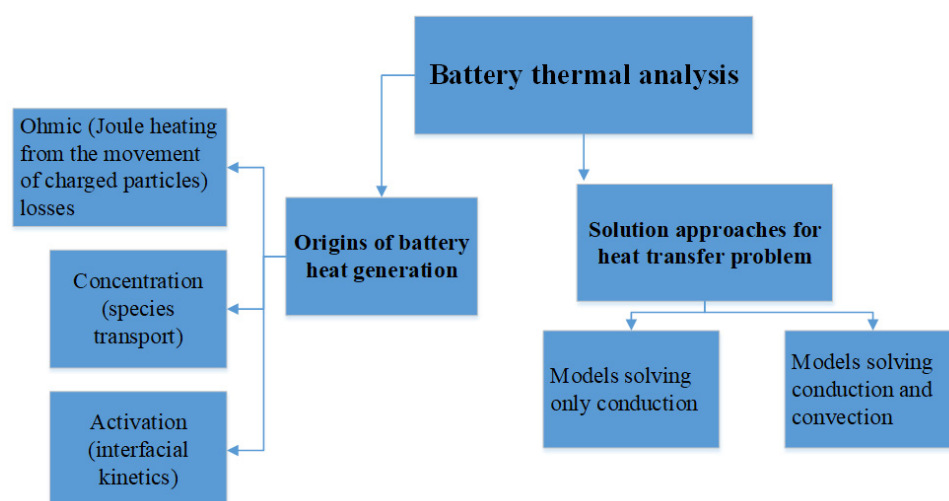 Battery thermal analysis
Ohmic (Joule heating
from the movement
of charged particles)
losses
Origins of battery
heat generation
Solution approaches for
heat transfer problem
Concentration
(species
transport)
Models solving
only conduction
Models solving
conduction and
convection
Activation
(interfacial
kinetics)